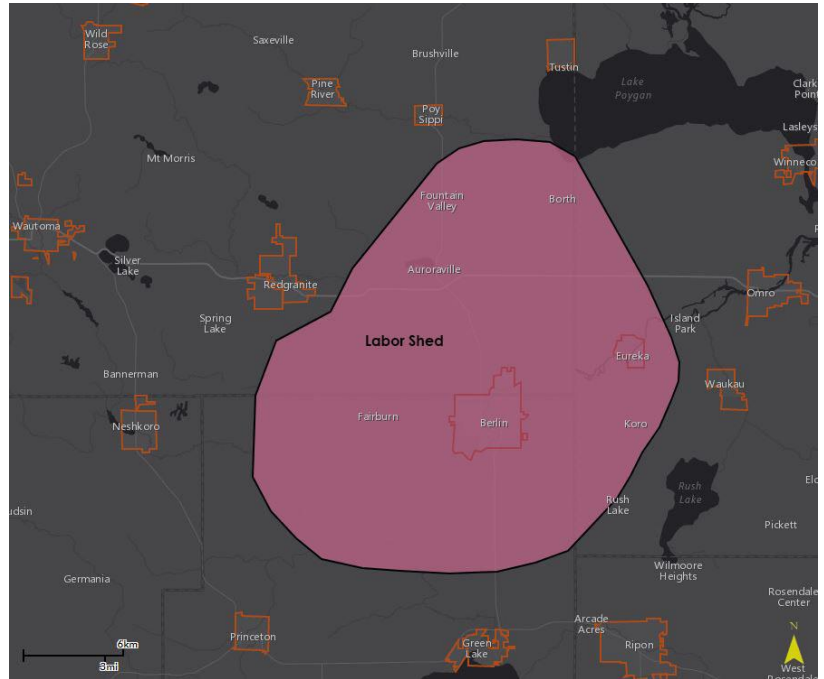 Wild
Rose
Saxeville
Brushville
Tustin
Lake
Poygan
Clark
Point
Pine
River
Poy
Sippi
Lasleys
Mt Morris
Winneco
Fountain
Valley
Borth
Wautoma
Silver
Lake
Auroraville
Redgranite
Omro
Spring
Lake
Island
Park
Labor Shed
Eureka
Bannerman
Waukau
Neshkoro
Fairburn
Berlin
Koro
Rush
Lake
Rush
Lake
udsin
Pickett
Germania
Wilmoore
Heights
Rosendale
Center
Princeton
Arcade
Acres
Green
Lake
Ripon
N
West
Rosendale
6km
3mi